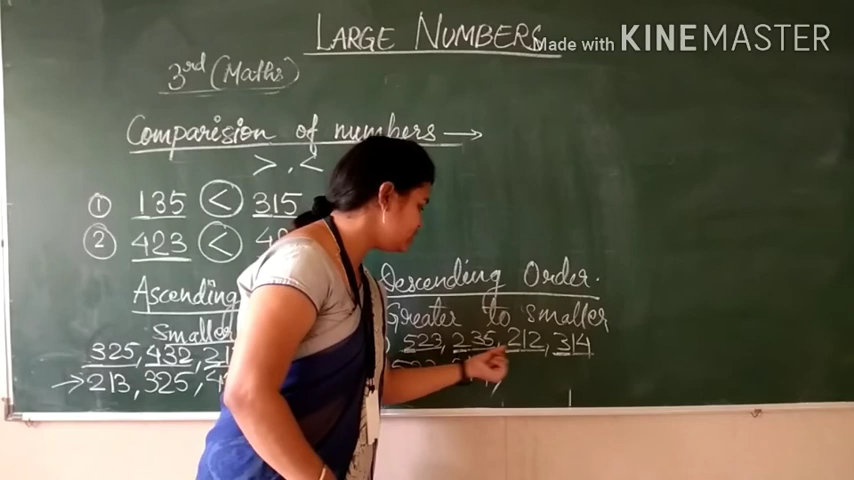 LARGE NUMBERS
Made with KINEMASTER
3rd (Maths)
Comparision of numbers →
> , <
① 135 < 315
② 423 <
Ascending
Smaller
325, 432,
→ 213, 325,
Descending Order.
Greater to smaller
523, 235, 212, 314